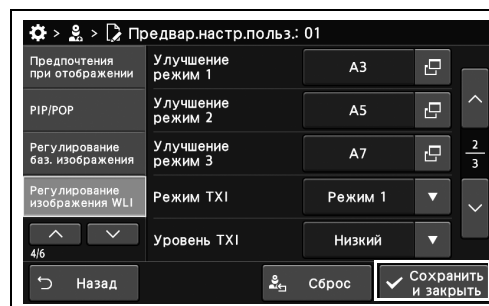 > > Предвар.настр.польз.: 01
Предпочтения
при отображении
PIP/POP
Регулирование
баз. изображения
Регулирование
изображения WLI
4/6
Улучшение
режим 1
A3
Улучшение
режим 2
A5
Улучшение
режим 3
A7
Режим TXI
Режим 1
Уровень TXI
Низкий
2
3
Назад
Сброс
Сохранить
и закрыть